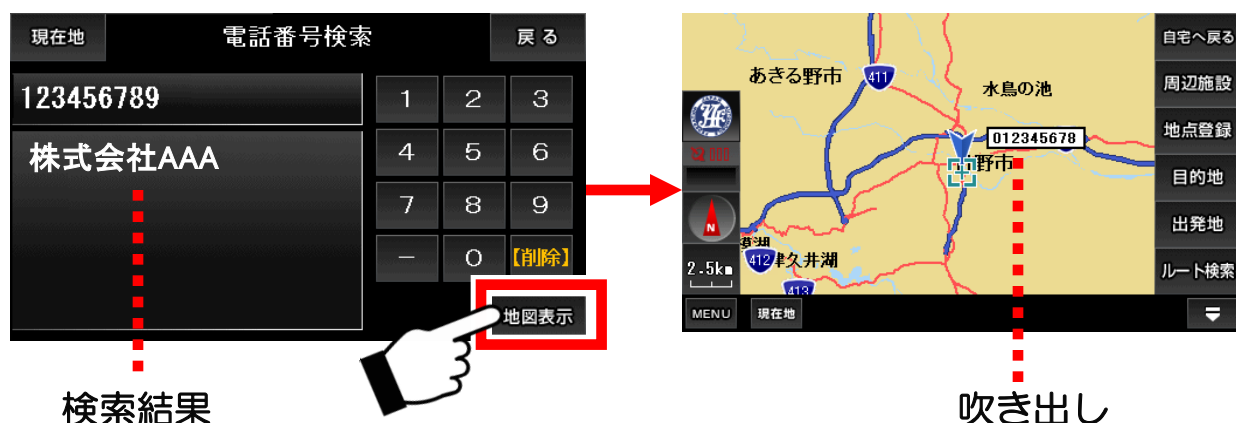 現在地
電話番号検索
戻る
123456789
株式会社AAA
1 2 3
4 5 6
7 8 9
- 0 【削除】
地図表示
検索結果
あきる野市
411
水鳥の池
012345678
野市
412
津久井湖
413
N
2.5km
MENU
現在地
自宅へ戻る
周辺施設
地点登録
目的地
出発地
ルート検索
吹き出し